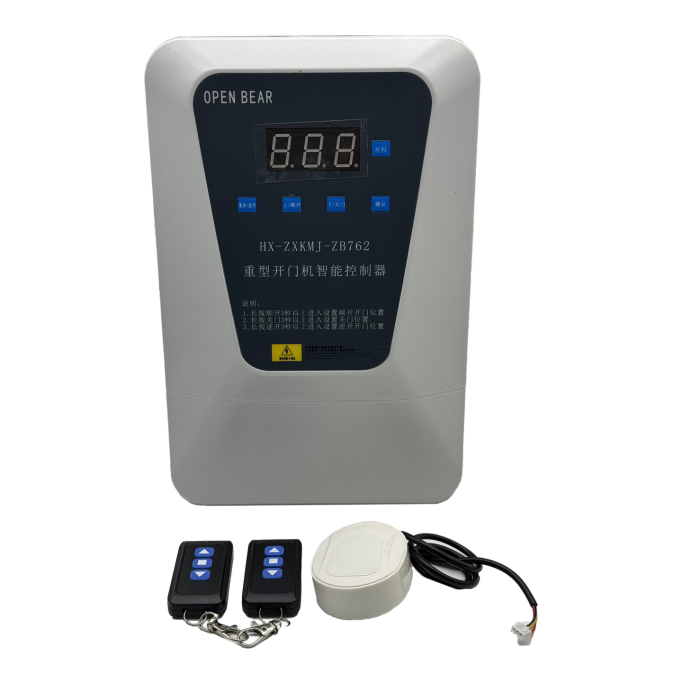 OPEN BEAR
8.8.8
对码
确认
HX-ZXKMJ-ZB762
重型开门机智能控制器
说明：
1.长按顺开3秒以上进入设置顺开开门位置
2.长按关门3秒以上进入设置关门位置
3.长按逆开3秒以上进入设置逆开开门位置